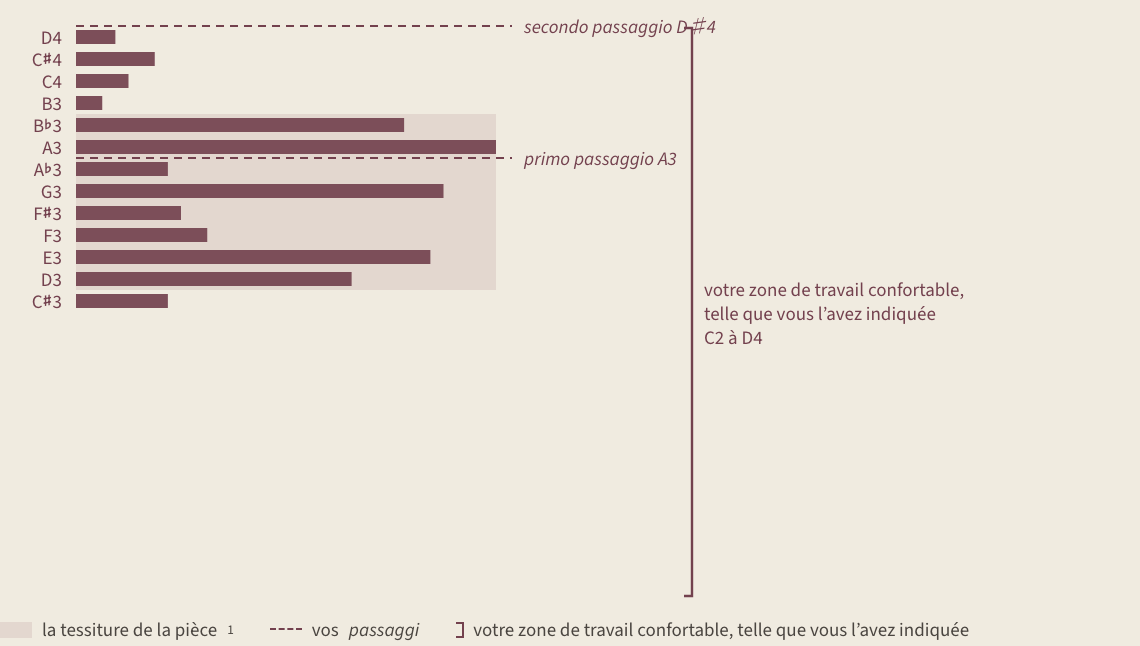 secondo passaggio D♯4
D4
C♯4
C4
B3
B♭3
A3
primo passaggio A3
A♭3
G3
F♯3
F3
E3
D3
C♯3
votre zone de travail confortable,
telle que vous l’avez indiquée
C2 à D4
la tessiture de la pièce 1
vos passaggi
votre zone de travail confortable, telle que vous l’avez indiquée